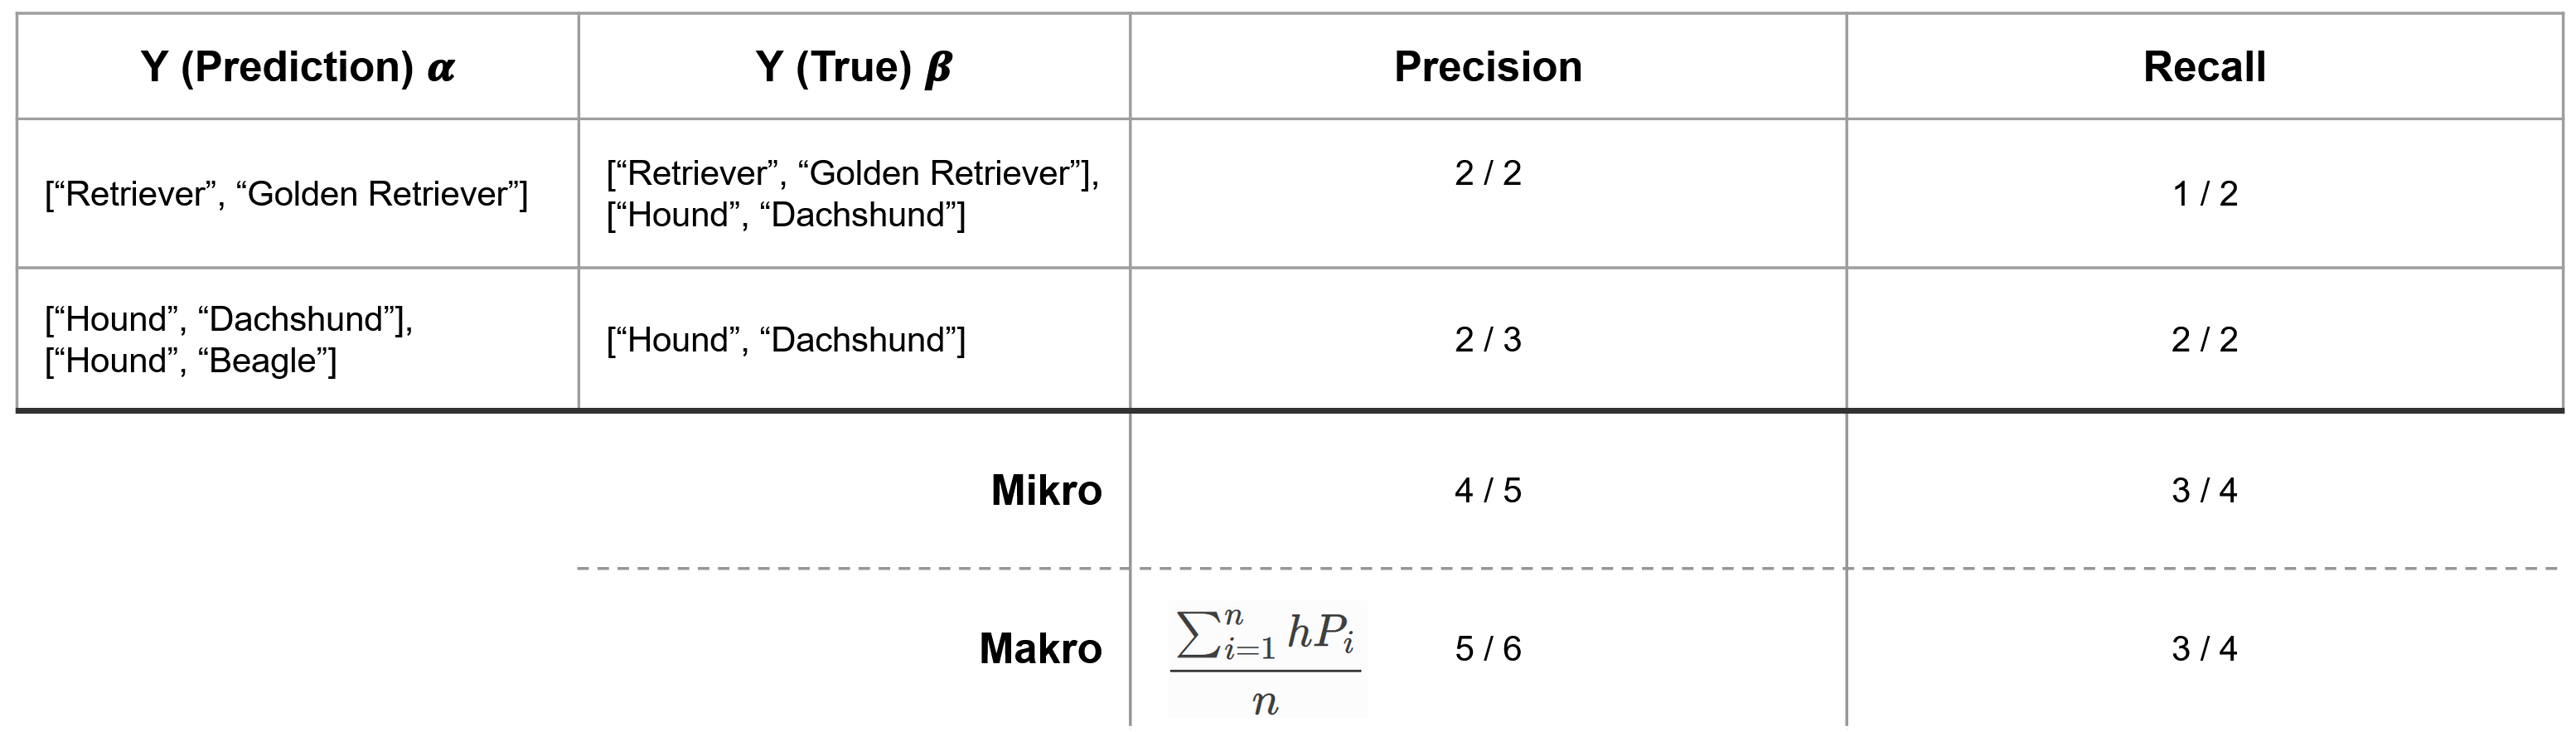 Y (Prediction) α
Y (True) β
Precision
Recall
[“Retriever”, “Golden Retriever”]
[“Retriever”, “Golden Retriever”],
[“Hound”, “Dachshund”]
2 / 2
1 / 2
[“Hound”, “Dachshund”],
[“Hound”, “Beagle”]
[“Hound”, “Dachshund”]
2 / 3
2 / 2
Mikro
4 / 5
3 / 4
Makro
∑ⁿᵢ₌₁ hPᵢ
n
5 / 6
3 / 4